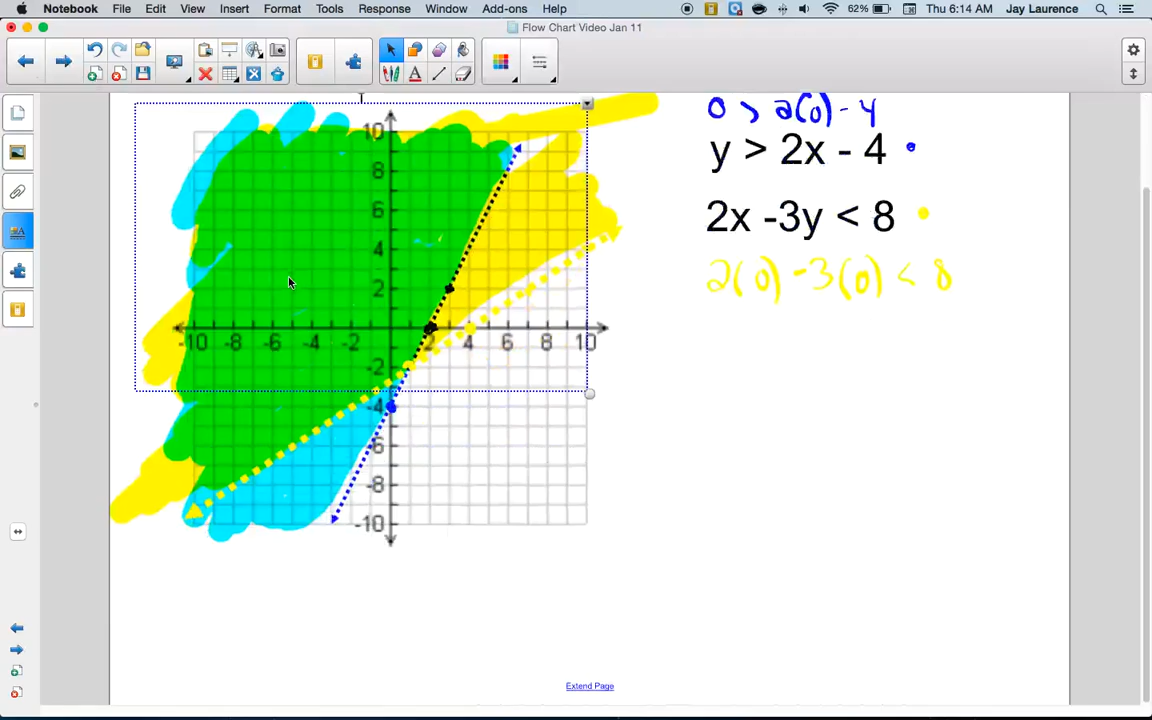 Notebook File Edit View Insert Format Tools Response Window Add-ons Help 62% Thu 6:14 AM Jay Laurence
Flow Chart Video Jan 11
0 > 2(0) - 4
y > 2x - 4
2x -3y < 8
2(0) -3(0) < 8
10
8
6
4
2
-10 -8 -6 -4 -2 2 4 6 8 10
-2
-4
-6
-8
-10
Extend Page